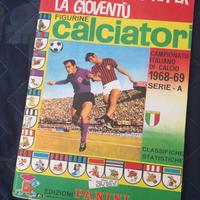 LA GIOVENTÙ
FIGURINE
calciatori
CAMPIONATO
ITALIANO
DI CALCIO
1968-69
SERIE-A
CLASSIFICHE
STATISTICHE
EDIZIONI PANINI